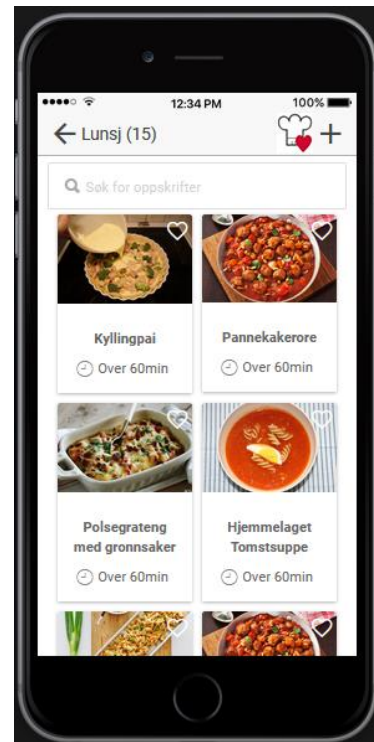 12:34 PM
100%
Lunsj (15)
Søk for oppskrifter
Kyllingpai
Over 60min
Pannekakerore
Over 60min
Polsegrateng
med gronnsaker
Over 60min
Hjemmelaget
Tomstsuppe
Over 60min